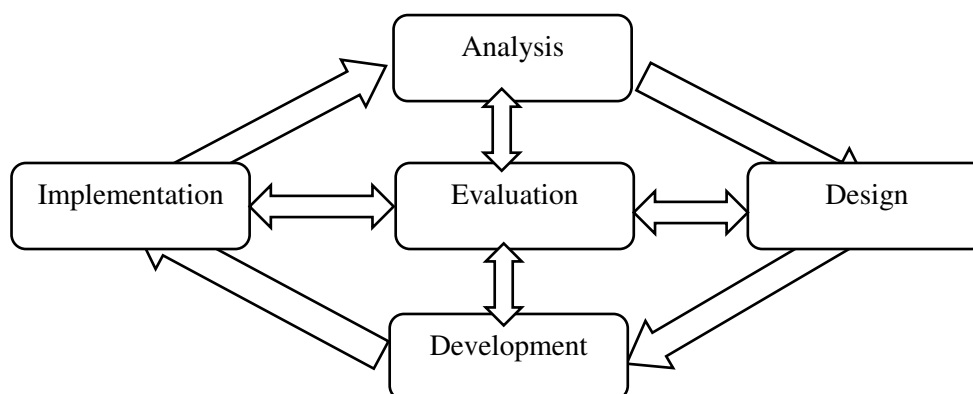 Analysis
Implementation
Evaluation
Design
Development